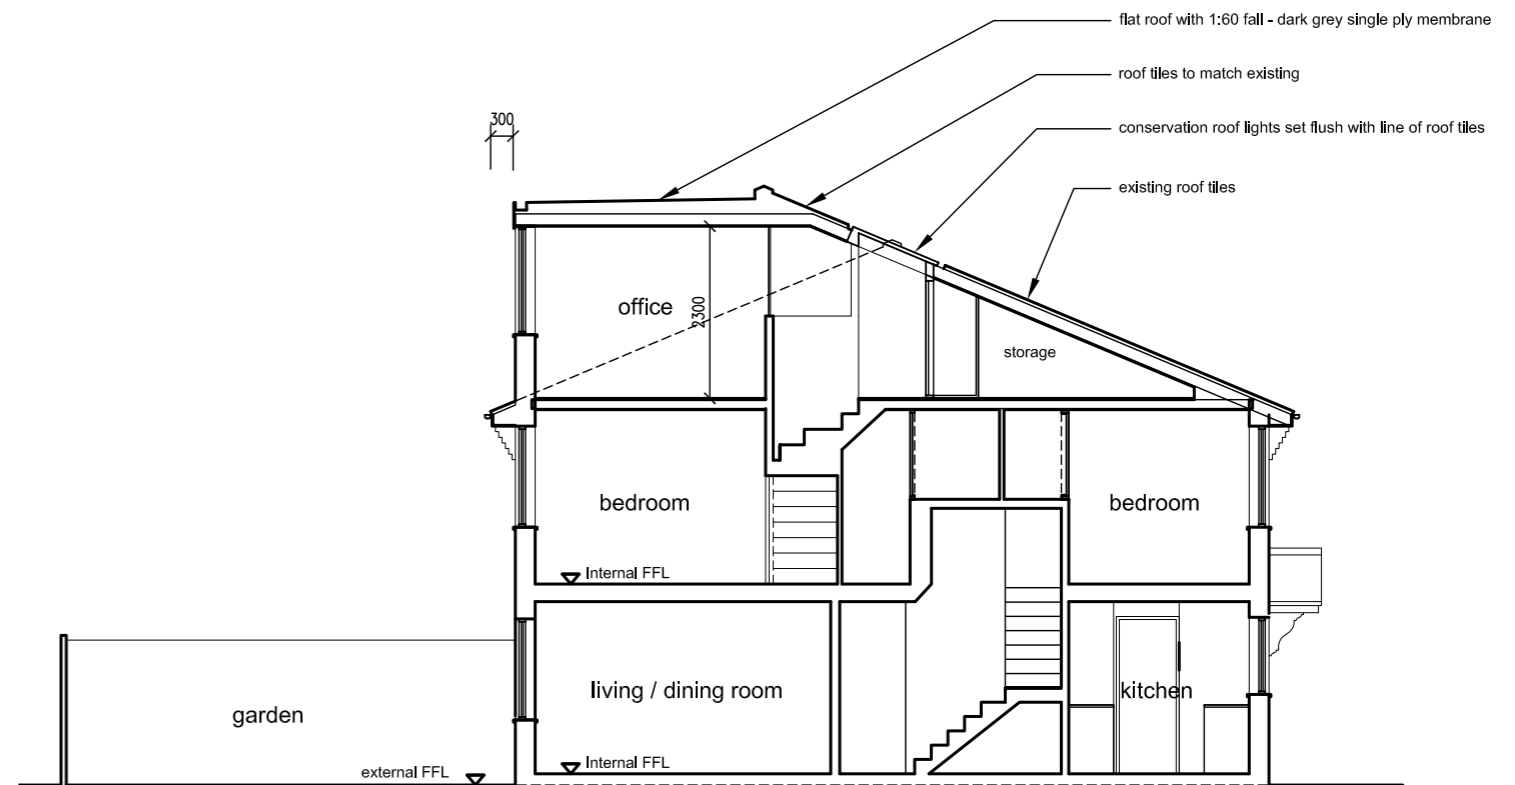 flat roof with 1:60 fall - dark grey single ply membrane
roof tiles to match existing
300
conservation roof lights set flush with line of roof tiles
existing roof tiles
office
2300
storage
bedroom
bedroom
Internal FFL
living / dining room
kitchen
garden
Internal FFL
external FFL